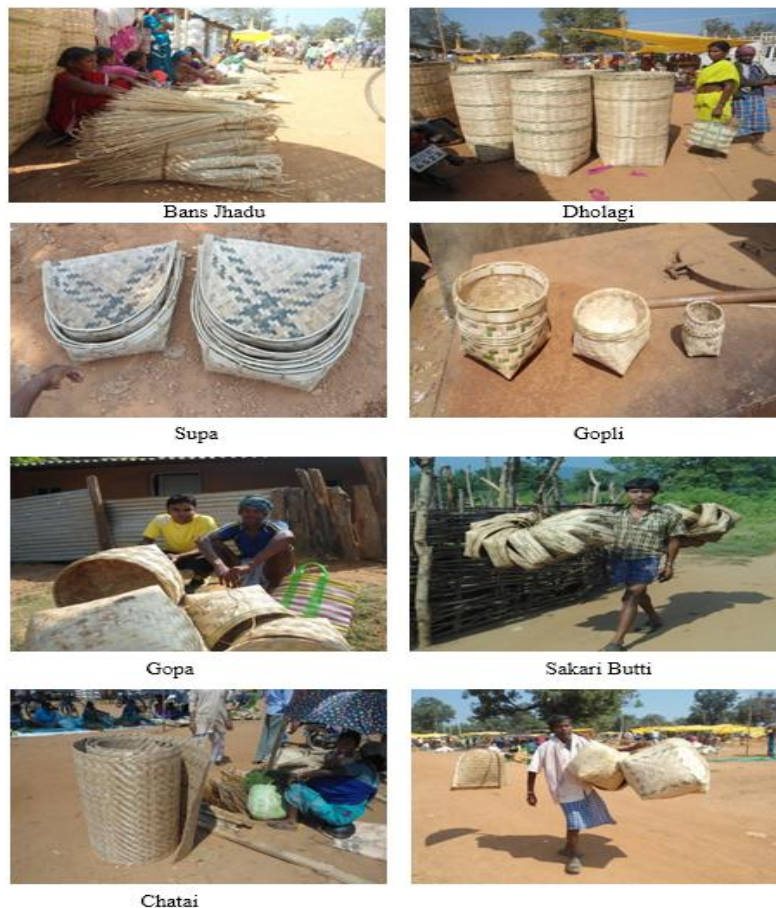 Bans Jhadu
Dholagi
Supa
Gopli
Gopa
Sakari Butti
Chatai